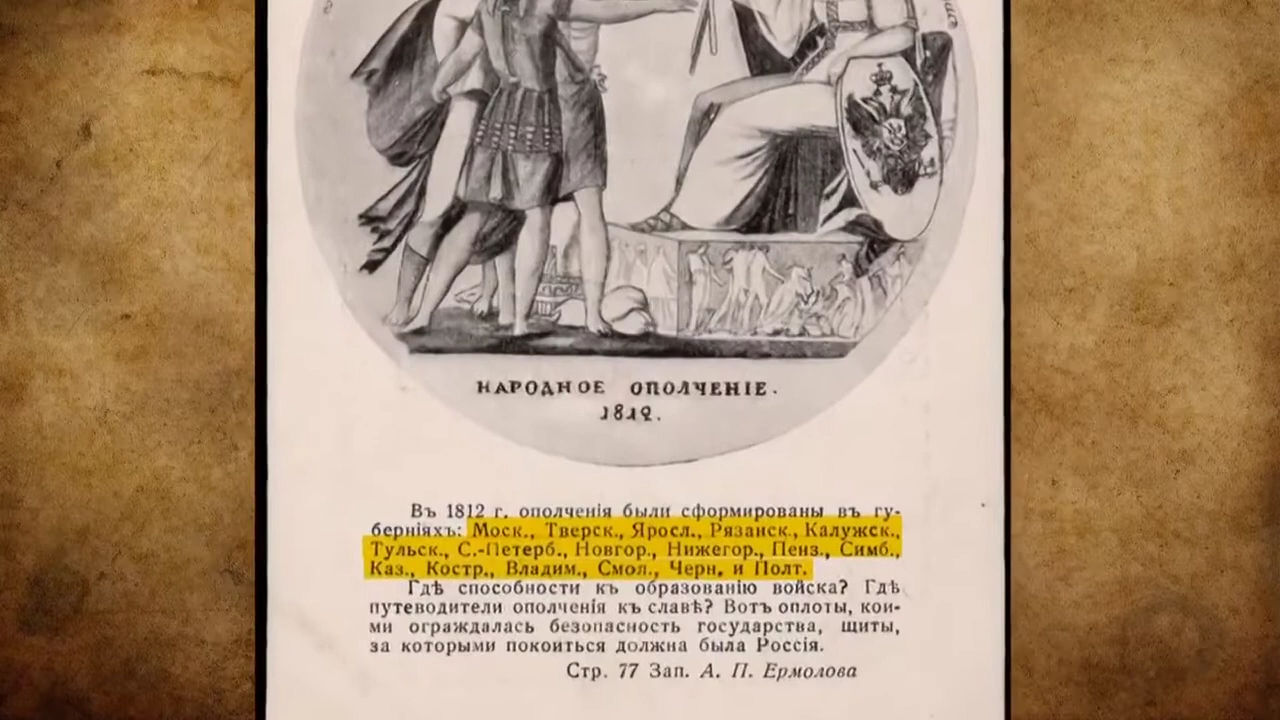 НАРОДНОЕ ОПОЛЧЕНІЕ.
1812.
Въ 1812 г. ополченія были сформированы въ гу-
берніяхъ: Моск., Тверск., Яросл., Рязанск., Калужск.,
Тульск., С.-Петерб., Новгор., Нижегор., Пенз., Симб.,
Каз., Костр., Владим., Смол., Черн. и Полт.
Гдѣ способности къ образованію войска? Гдѣ
путеводители ополченія къ славѣ? Вотъ оплоты, кои-
ми ограждалась безопасность государства, щиты,
за которыми покоиться должна была Россія.
Стр. 77 Зап. А. П. Ермолова